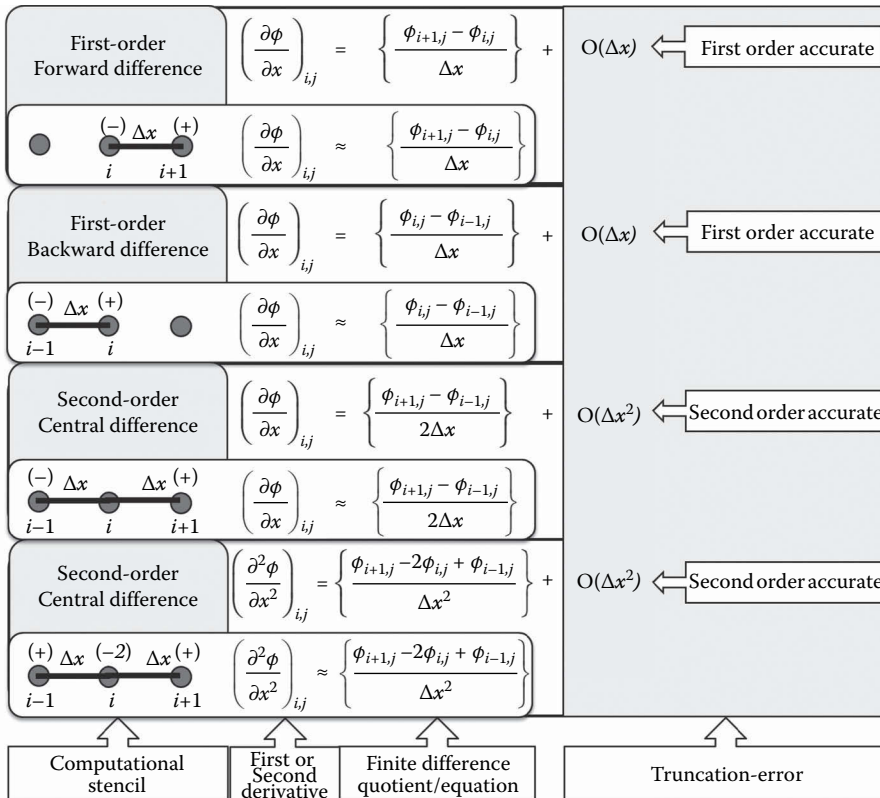 First-order
Forward difference
(∂ϕ/∂x)i,j = {(ϕi+1,j − ϕi,j)/Δx} + O(Δx)
First order accurate
(−) Δx (+)
i i+1
(∂ϕ/∂x)i,j ≈ {(ϕi+1,j − ϕi,j)/Δx}
First-order
Backward difference
(∂ϕ/∂x)i,j = {(ϕi,j − ϕi−1,j)/Δx} + O(Δx)
First order accurate
(−) Δx (+)
i−1 i
(∂ϕ/∂x)i,j ≈ {(ϕi,j − ϕi−1,j)/Δx}
Second-order
Central difference
(∂ϕ/∂x)i,j = {(ϕi+1,j − ϕi−1,j)/2Δx} + O(Δx²)
Second order accurate
(−) Δx Δx (+)
i−1 i i+1
(∂ϕ/∂x)i,j ≈ {(ϕi+1,j − ϕi−1,j)/2Δx}
Second-order
Central difference
(∂²ϕ/∂x²)i,j = {(ϕi+1,j −2ϕi,j + ϕi−1,j)/Δx²} + O(Δx²)
Second order accurate
(+) Δx (−2) Δx (+)
i−1 i i+1
(∂²ϕ/∂x²)i,j ≈ {(ϕi+1,j −2ϕi,j + ϕi−1,j)/Δx²}
Computational
stencil
First or
Second
derivative
Finite difference
quotient/equation
Truncation-error